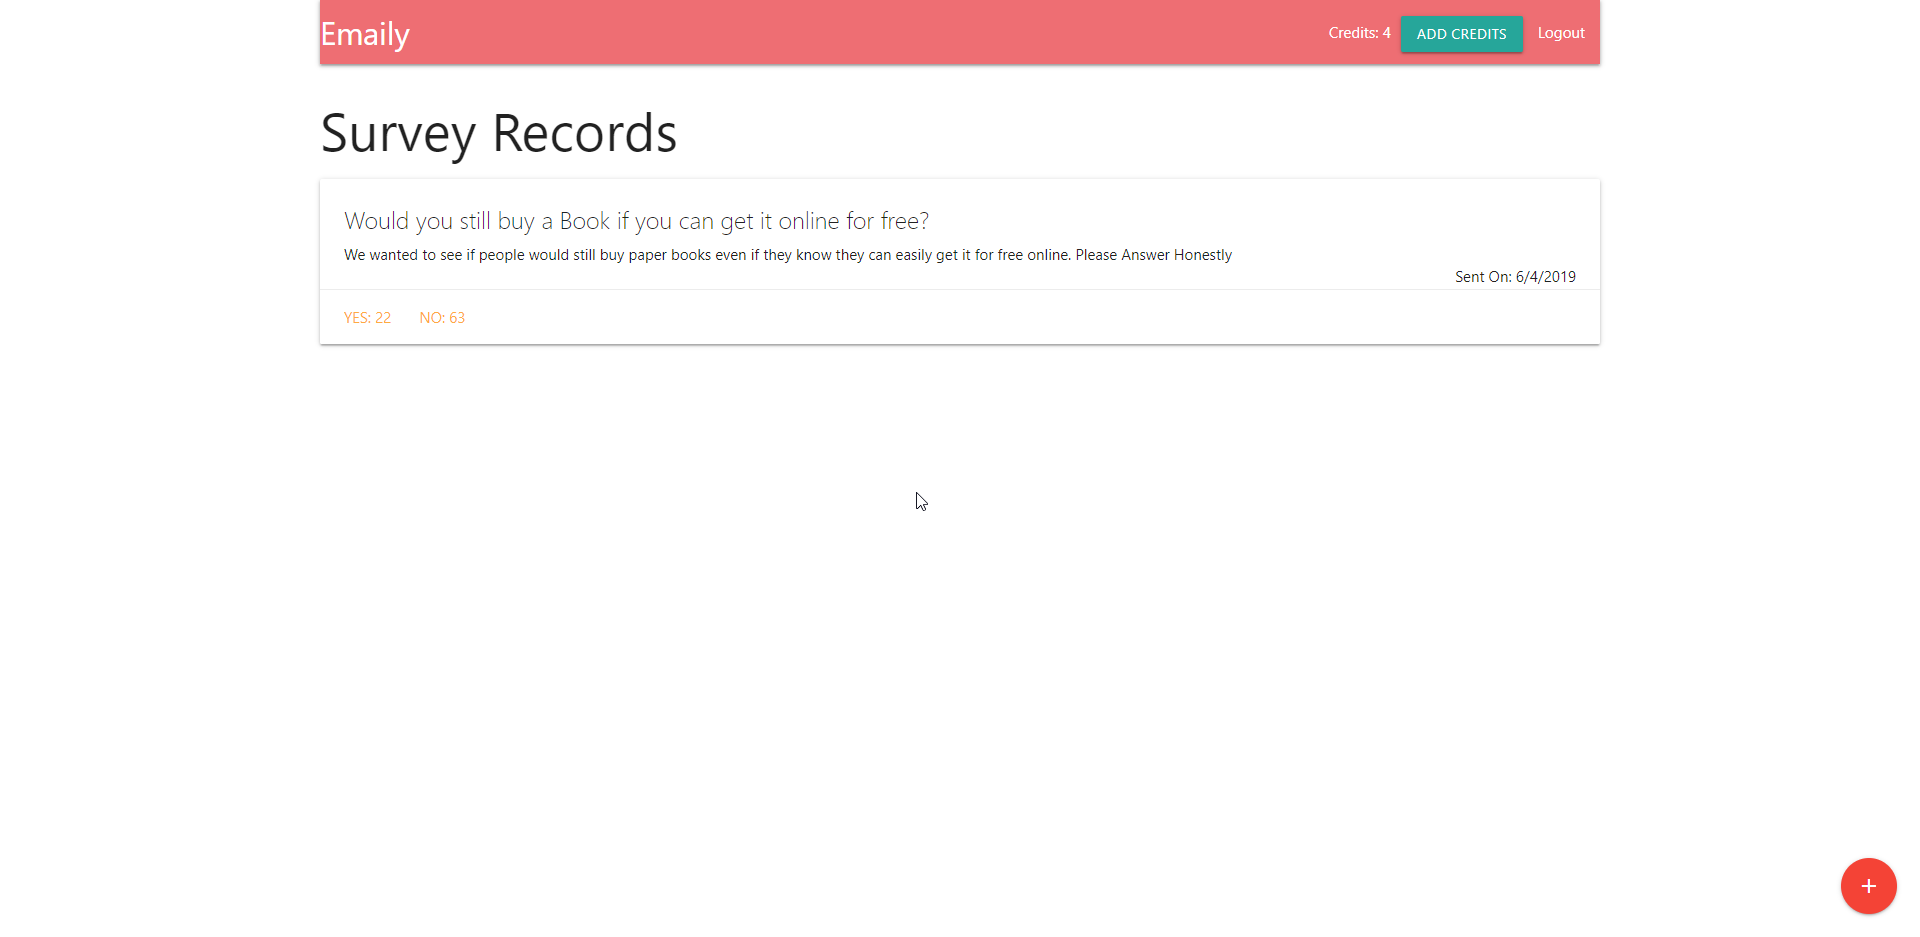 Emaily
Credits: 4
ADD CREDITS
Logout
Survey Records
Would you still buy a Book if you can get it online for free?
We wanted to see if people would still buy paper books even if they know they can easily get it for free online. Please Answer Honestly
Sent On: 6/4/2019
YES: 22
NO: 63
+